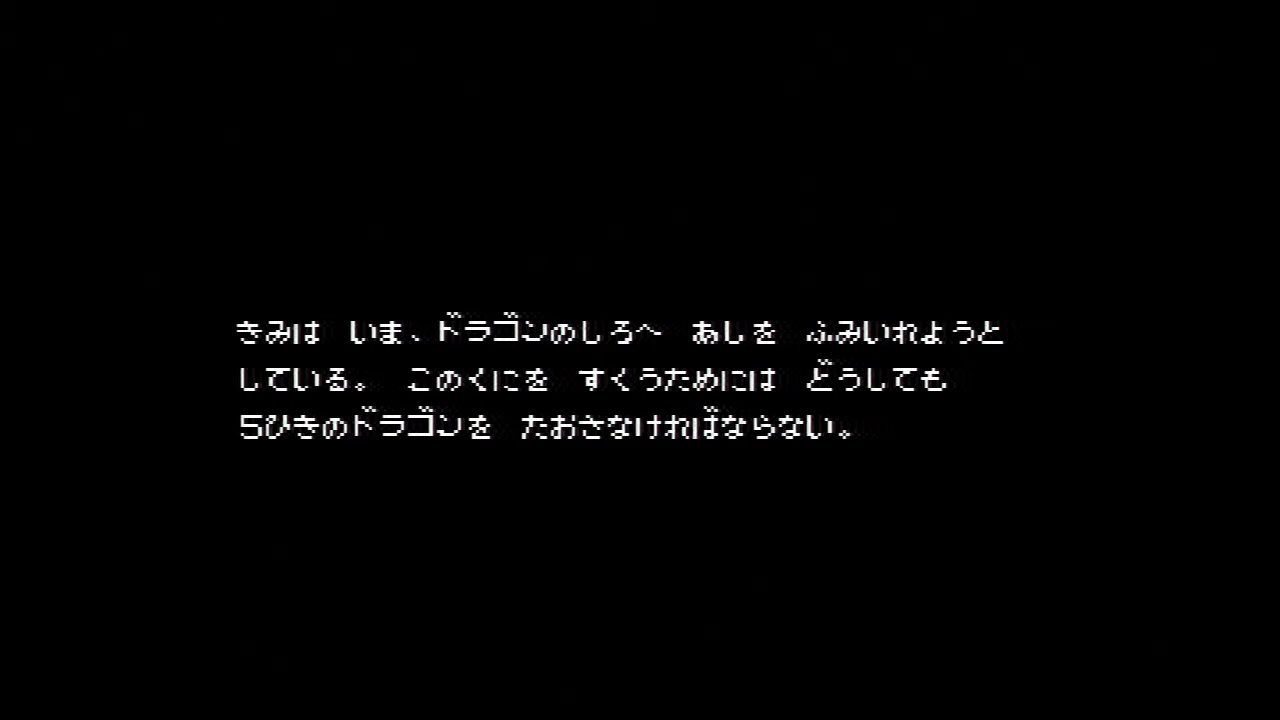 きみは いま、ドラゴンのしろへ あしを ふみいれようと
している。 このくにを すくうためには どうしても
5ひきのドラゴンを たおさなければならない。